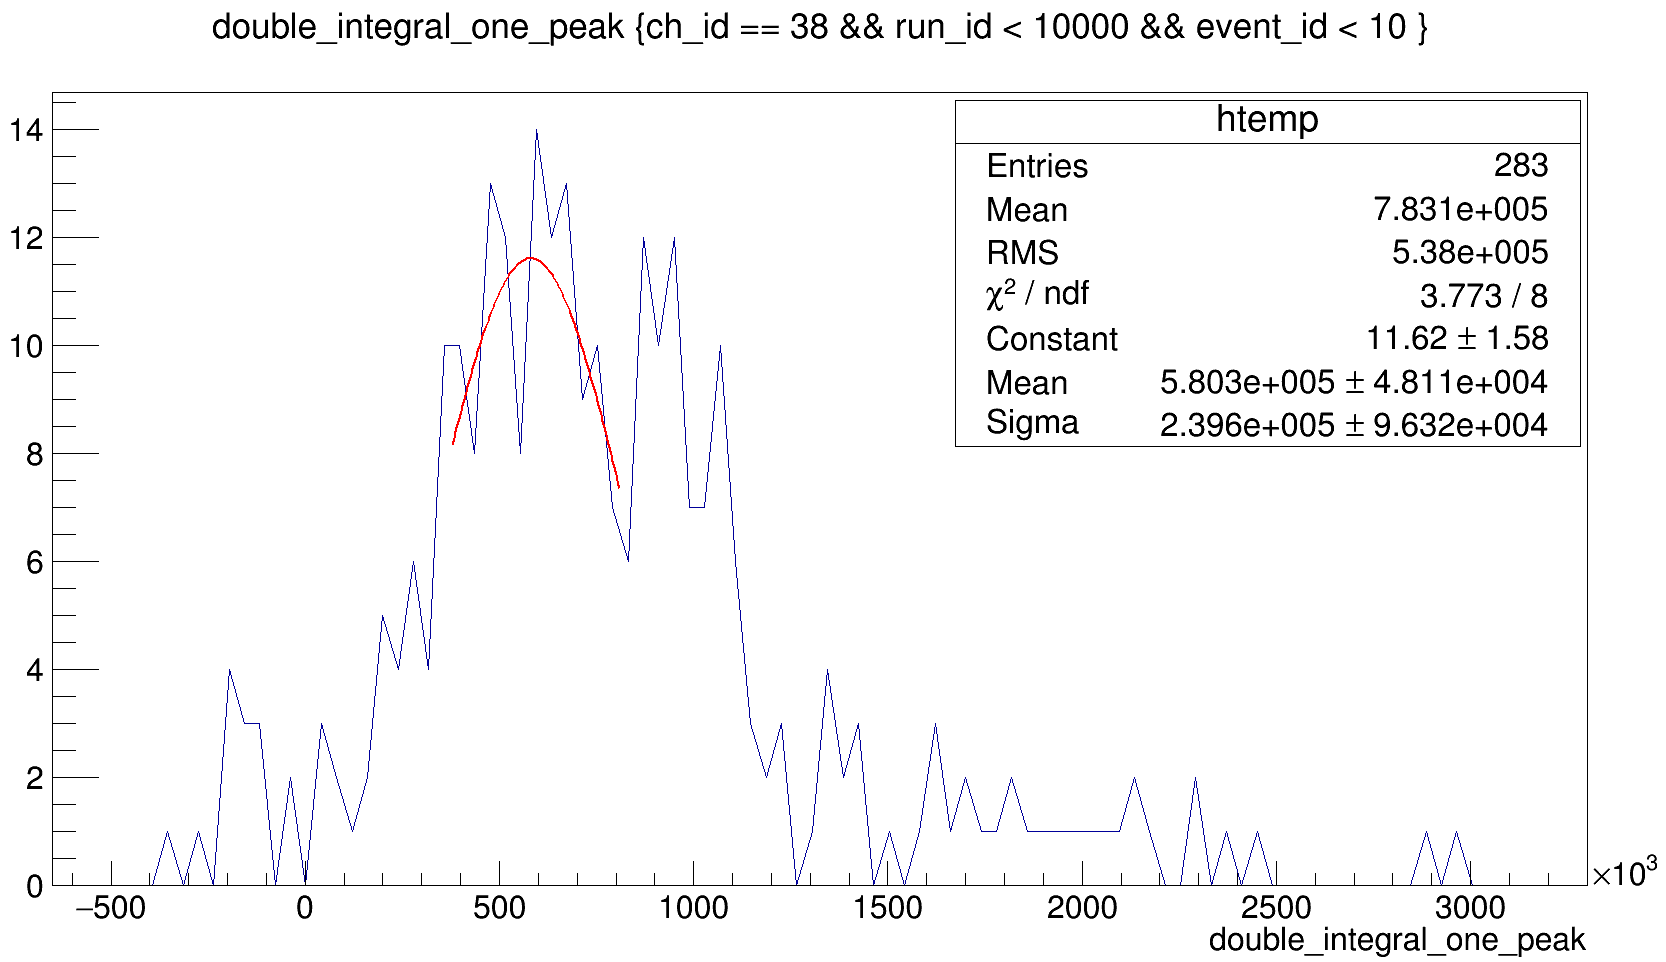 double_integral_one_peak {ch_id == 38 && run_id < 10000 && event_id < 10 }
htemp
Entries 283
Mean 7.831e+005
RMS 5.38e+005
χ² / ndf 3.773 / 8
Constant 11.62 ± 1.58
Mean 5.803e+005 ± 4.811e+004
Sigma 2.396e+005 ± 9.632e+004
14
12
10
8
6
4
2
0
−500 0 500 1000 1500 2000 2500 3000
×10³
double_integral_one_peak